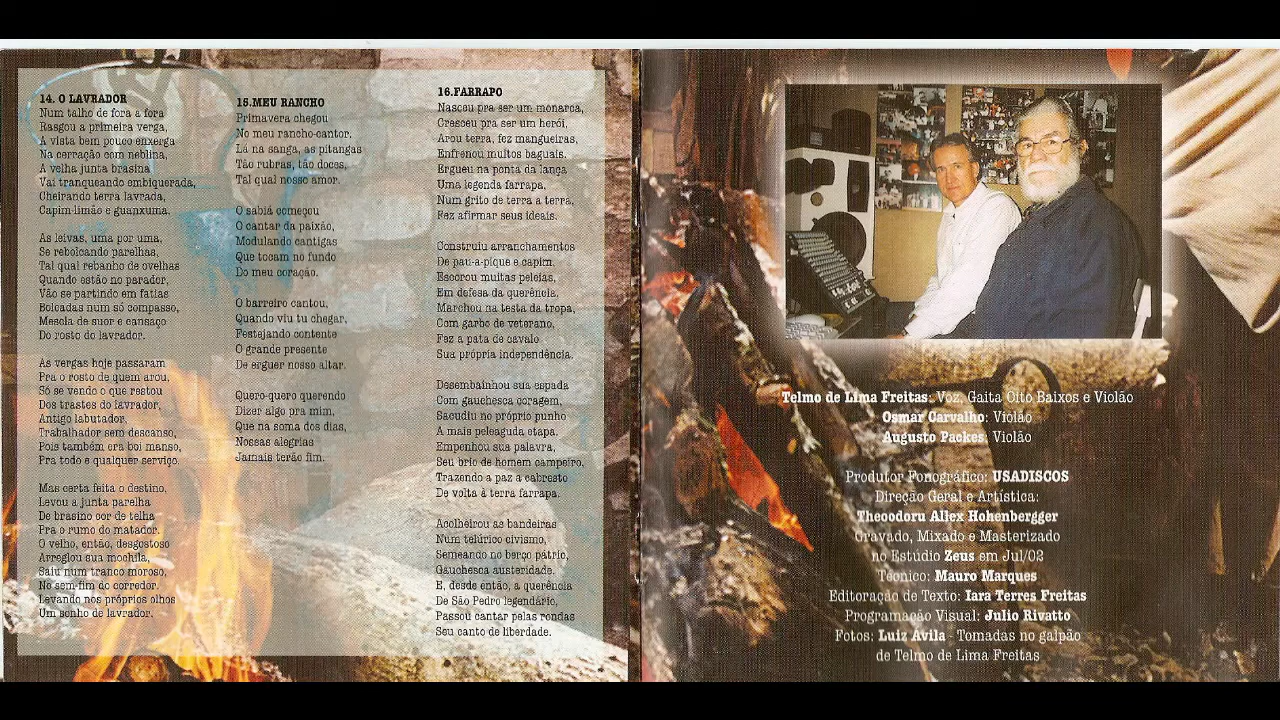 14. O LAVRADOR
Num talho de fora a fora
Rasgou a primeira verga,
A vista bem pouco enxerga
Na cerração com neblina,
A velha junta brasina
Vai tranqueando embiquerada,
Cheirando terra lavrada,
Capim-limão e guanxuma.
As leivas, uma por uma,
Se reboleando parelhas,
Tal qual rebanho de ovelhas
Quando estão no parador,
Vão se partindo em fatias
Boleadas num só compasso,
Mescla de suor e cansaço
Do rosto do lavrador.
As vergas hoje passaram
Pra o rosto de quem arou,
Só se vendo o que restou
Dos trastes do lavrador,
Antigo labutador,
Trabalhador sem descanso,
Pois também era boi manso,
Pra todo e qualquer serviço.
Mas certa feita o destino,
Levou a junta parelha
De brasino cor de telha
Pra o rumo do matador.
O velho, então, desgostoso
Arreglou sua mochila,
Saiu num tranco moroso,
No sem-fim do corredor.
Levando nos próprios olhos
Um sonho de lavrador.
15.MEU RANCHO
Primavera chegou
No meu rancho-cantor,
Lá na sanga, as pitangas
Tão rubras, tão doces,
Tal qual nosso amor.
O sabiá começou
O cantar da paixão,
Modulando cantigas
Que tocam no fundo
Do meu coração.
O barreiro cantou,
Quando viu tu chegar,
Festejando contente
O grande presente
De erguer nosso altar.
Quero-quero querendo
Dizer algo pra mim,
Que na soma dos dias,
Nossas alegrias
Jamais terão fim.
16.FARRAPO
Nasceu pra ser um monarca,
Cresceu pra ser um herói,
Arou terra, fez mangueiras,
Enfrenou muitos baguais.
Ergueu na ponta da lança
Uma legenda farrapa,
Num grito de terra a terra,
Fez afirmar seus ideais.
Construiu arranchamentos
De pau-a-pique e capim,
Escorou muitas peleias,
Em defesa da querência.
Marchou na testa da tropa,
Com garbo de veterano,
Fez a pata de cavalo
Sua própria independência.
Desembainhou sua espada
Com gauchesca coragem,
Sacudiu no próprio punho
A mais peleaguda etapa.
Empenhou sua palavra,
Seu brio de homem campeiro,
Trazendo a paz a cabresto
De volta à terra farrapa.
Acolheirou as bandeiras
Num telúrico civismo,
Semeando no berço pátrio,
Gauchesca austeridade.
E, desde então, a querência
De São Pedro legendário,
Passou cantar pelas rondas
Seu canto de liberdade.
Telmo de Lima Freitas: Voz, Gaita Oito Baixos e Violão
Osmar Carvalho: Violão
Augusto Packes: Violão
Produtor Fonográfico: USADISCOS
Direção Geral e Artística:
Theodoru Allex Hohenbergger
Gravado, Mixado e Masterizado
no Estúdio Zeus em Jul/02
Técnico: Mauro Marques
Editoração de Texto: Iara Terres Freitas
Programação Visual: Julio Rivatto
Fotos: Luiz Avila - Tomadas no galpão
de Telmo de Lima Freitas